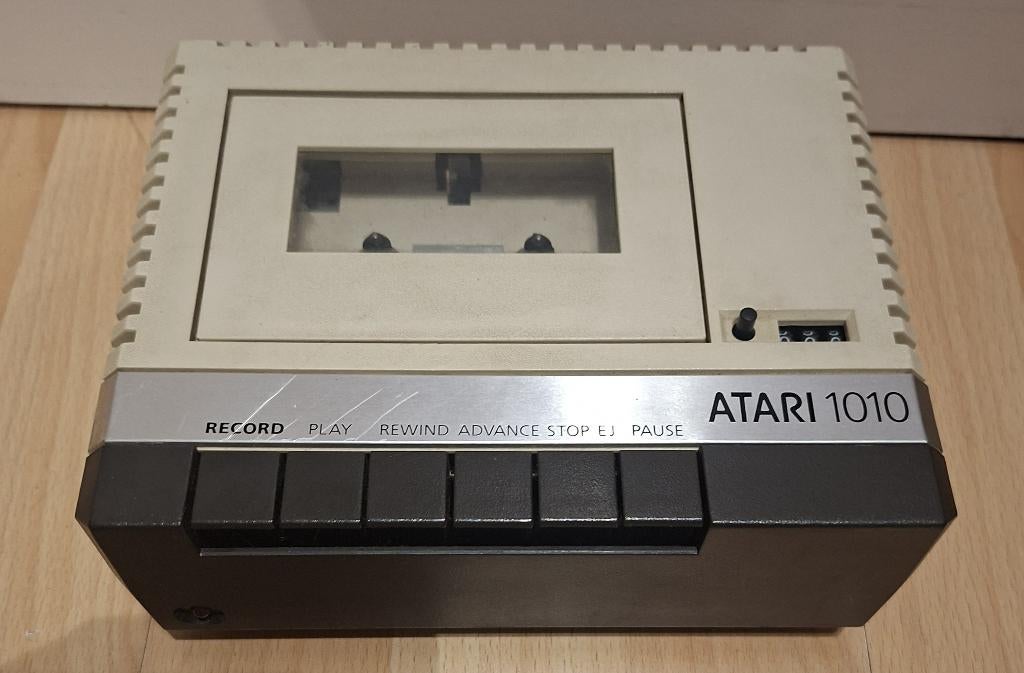 ATARI 1010
RECORD PLAY REWIND ADVANCE STOP EJ PAUSE